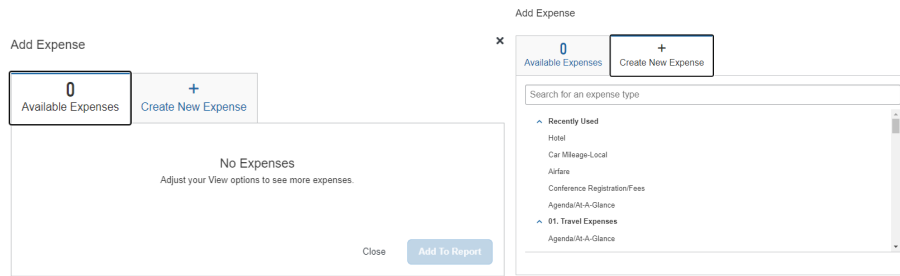 Add Expense
×
0
Available Expenses
+
Create New Expense
No Expenses
Adjust your View options to see more expenses.
Close
Add To Report
Add Expense
0
Available Expenses
+
Create New Expense
Search for an expense type
Recently Used
Hotel
Car Mileage-Local
Airfare
Conference Registration/Fees
Agenda/At-A-Glance
01. Travel Expenses
Agenda/At-A-Glance